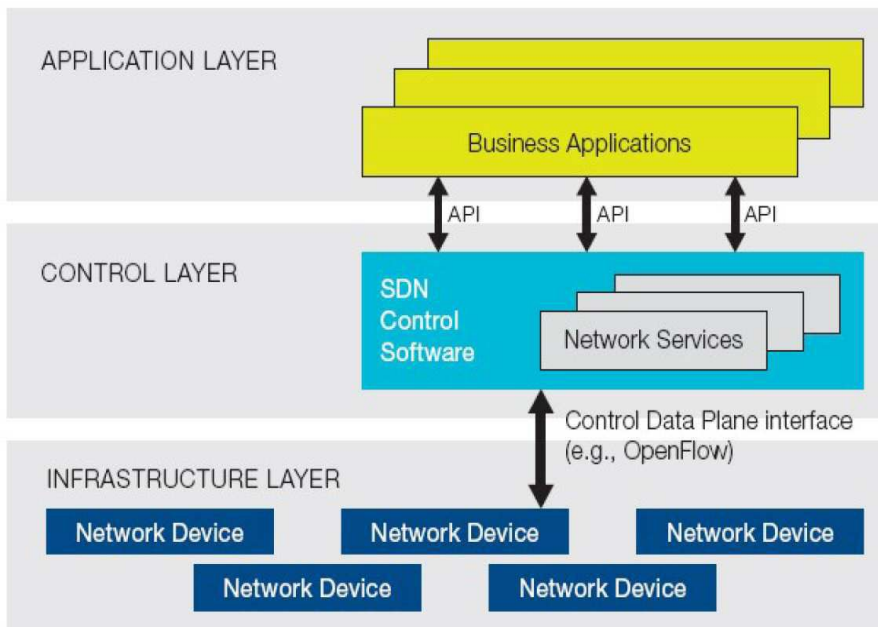 APPLICATION LAYER
Business Applications
API
API
API
CONTROL LAYER
SDN
Control
Software
Network Services
Control Data Plane interface
(e.g., OpenFlow)
INFRASTRUCTURE LAYER
Network Device
Network Device
Network Device
Network Device
Network Device